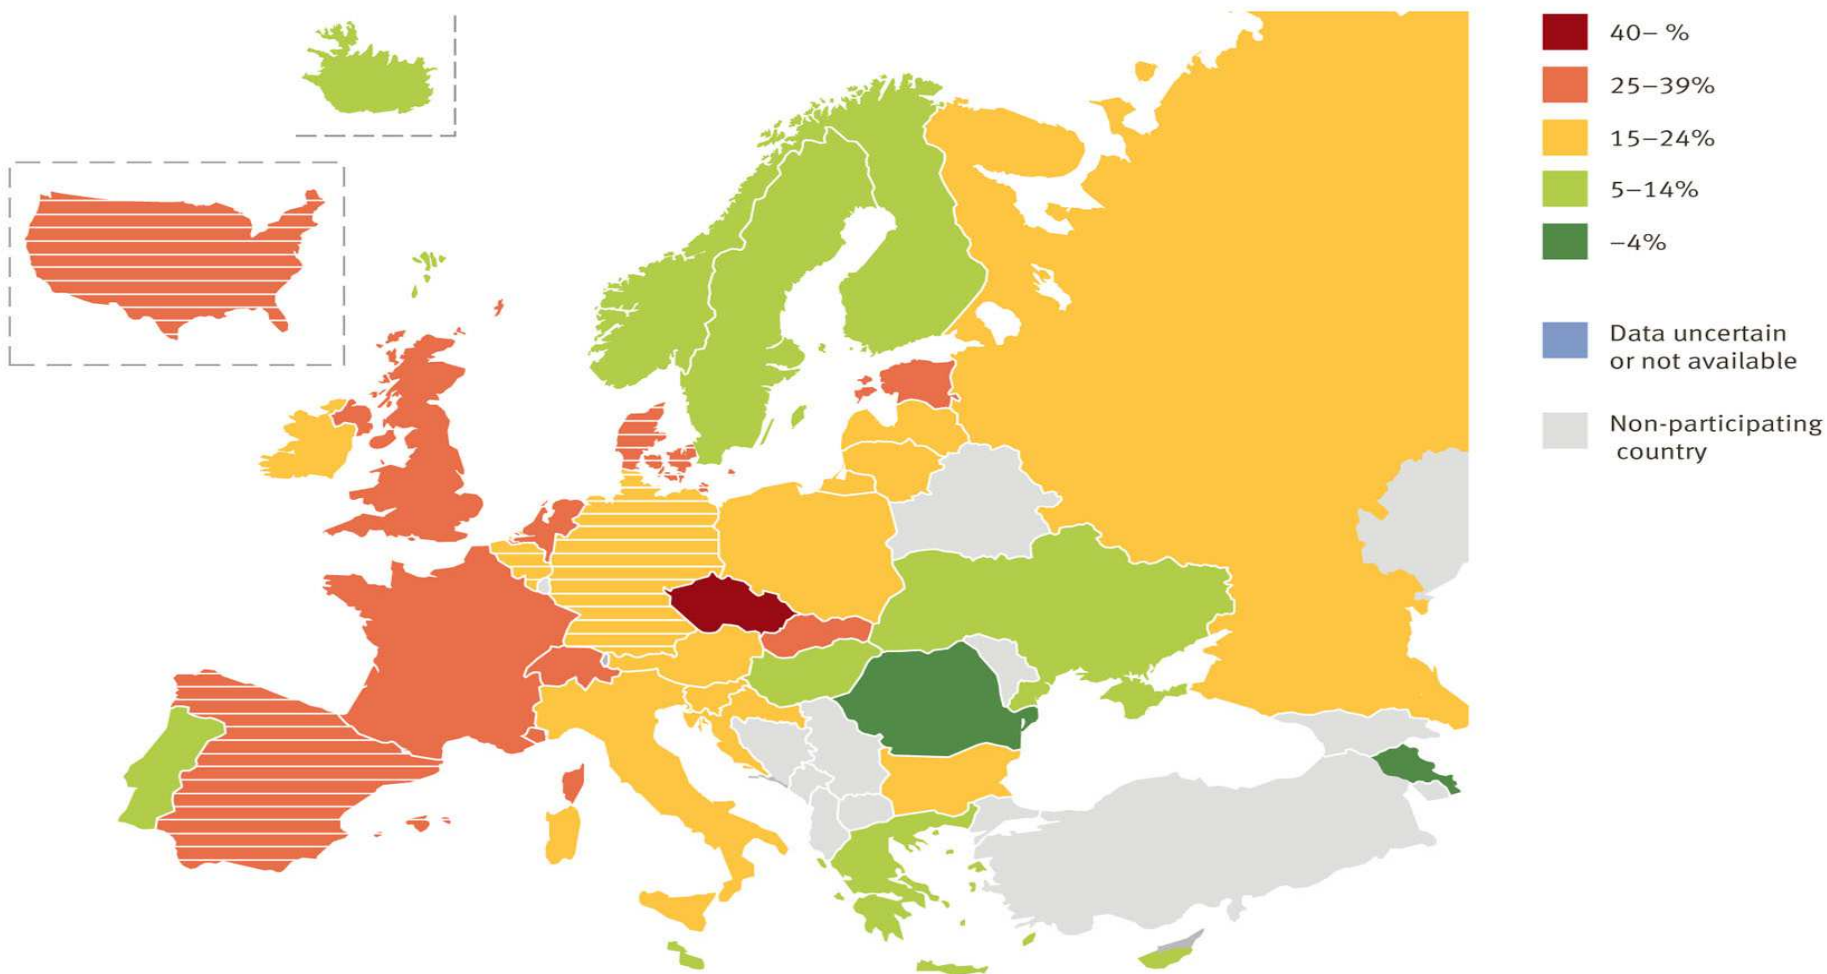 40– %
25–39%
15–24%
5–14%
–4%
Data uncertain
or not available
Non-participating
country